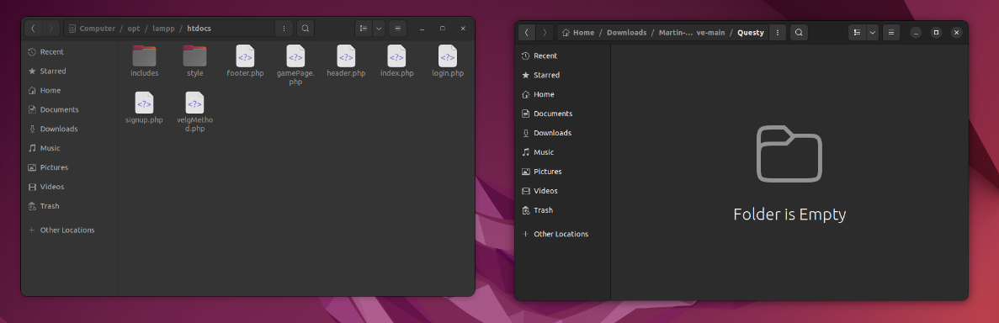 Computer / opt / lampp / htdocs
Recent
Starred
Home
Documents
Downloads
Music
Pictures
Videos
Trash
+ Other Locations
includes
style
footer.php
gamePage.
php
header.php
index.php
login.php
signup.php
velgMetho
d.php
Home / Downloads / Martin-… ve-main / Questy
Recent
Starred
Home
Documents
Downloads
Music
Pictures
Videos
Trash
+ Other Locations
Folder is Empty